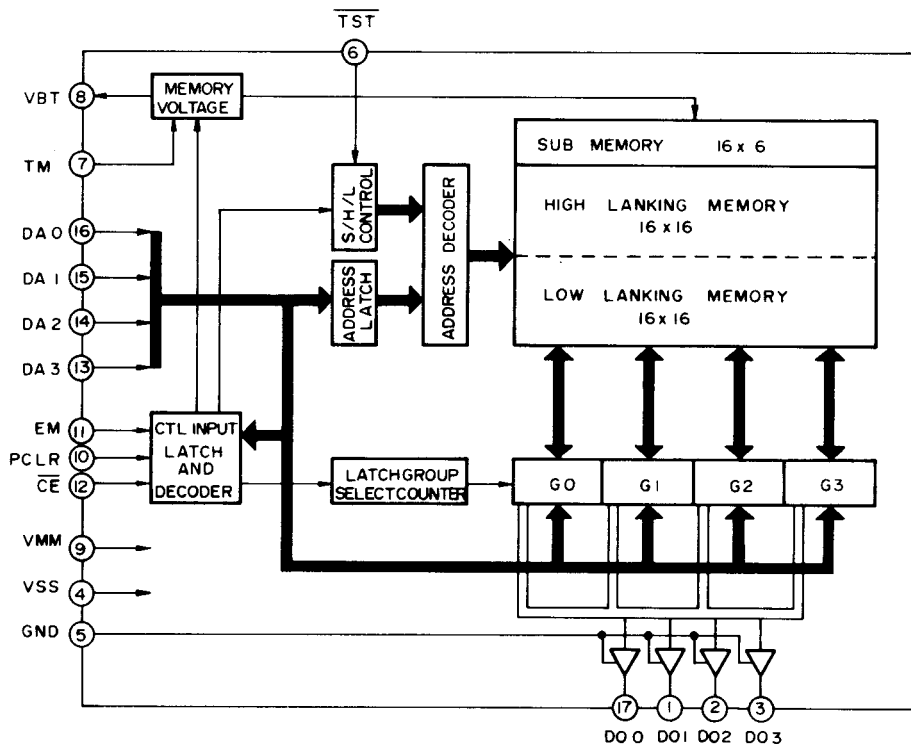 TST
6
VBT 8
MEMORY
VOLTAGE
TM 7
SUB MEMORY 16 x 6
HIGH LANKING MEMORY
16 x 16
LOW LANKING MEMORY
16 x 16
S/H/L
CONTROL
ADDRESS DECODER
ADDRESS
LATCH
DA 0 16
DA 1 15
DA 2 14
DA 3 13
EM 11
PCLR 10
CE 12
CTL INPUT
LATCH
AND
DECODER
LATCH GROUP
SELECT COUNTER
G0 G1 G2 G3
VMM 9
VSS 4
GND 5
17 1 2 3
DO 0 DO 1 DO 2 DO 3